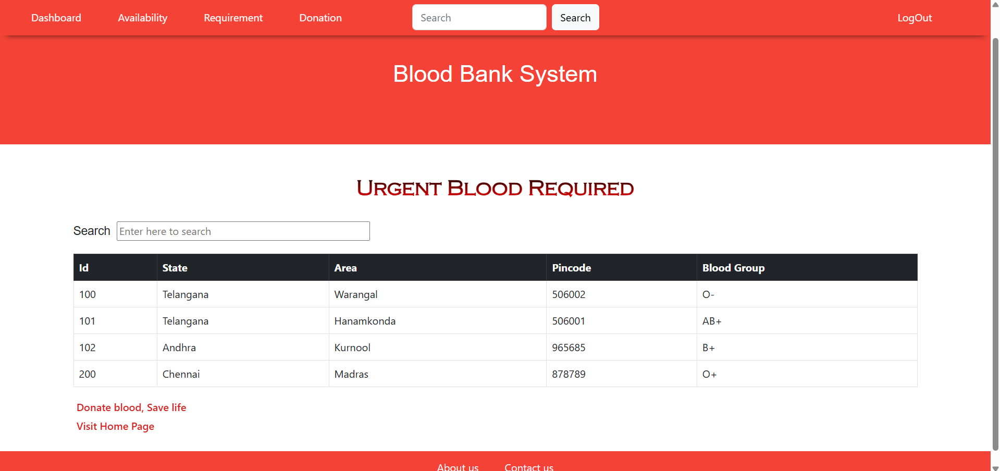 Dashboard Availability Requirement Donation Search Search LogOut
Blood Bank System
Urgent Blood Required
Search Enter here to search
Id State Area Pincode Blood Group
100 Telangana Warangal 506002 O-
101 Telangana Hanamkonda 506001 AB+
102 Andhra Kurnool 965685 B+
200 Chennai Madras 878789 O+
Donate blood, Save life
Visit Home Page
About us Contact us